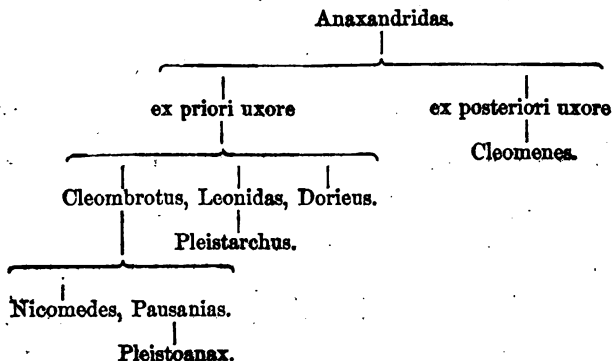 Anaxandridas.
ex priori uxore ex posteriori uxore
Cleomenes.
Cleombrotus, Leonidas, Dorieus.
Pleistarchus.
Nicomedes, Pausanias.
Pleistoanax.